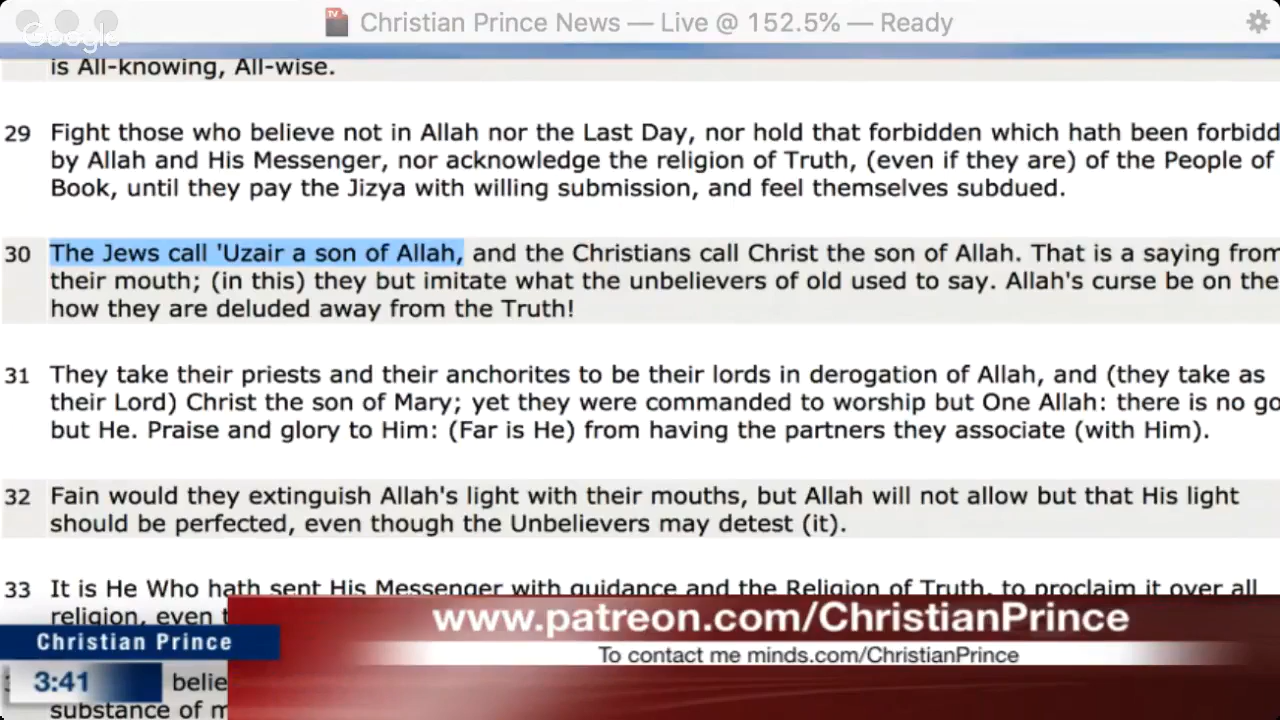 Christian Prince News — Live @ 152.5% — Ready
Google
is All-knowing, All-wise.
29 Fight those who believe not in Allah nor the Last Day, nor hold that forbidden which hath been forbidd
by Allah and His Messenger, nor acknowledge the religion of Truth, (even if they are) of the People of
Book, until they pay the Jizya with willing submission, and feel themselves subdued.
30 The Jews call 'Uzair a son of Allah, and the Christians call Christ the son of Allah. That is a saying from
their mouth; (in this) they but imitate what the unbelievers of old used to say. Allah's curse be on the
how they are deluded away from the Truth!
31 They take their priests and their anchorites to be their lords in derogation of Allah, and (they take as
their Lord) Christ the son of Mary; yet they were commanded to worship but One Allah: there is no go
but He. Praise and glory to Him: (Far is He) from having the partners they associate (with Him).
32 Fain would they extinguish Allah's light with their mouths, but Allah will not allow but that His light
should be perfected, even though the Unbelievers may detest (it).
33 It is He Who hath sent His Messenger with guidance and the Religion of Truth, to proclaim it over all
religion, even t
www.patreon.com/ChristianPrince
Christian Prince
To contact me minds.com/ChristianPrince
3:41
belie
substance of m